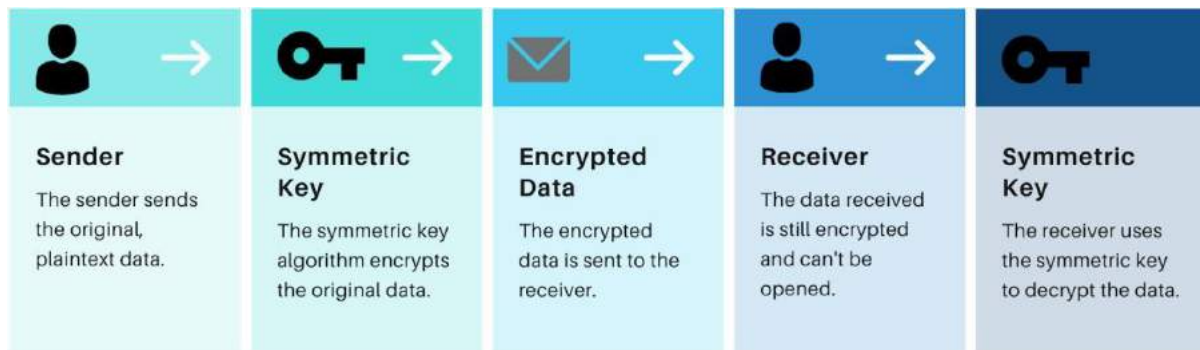 Sender
The sender sends
the original,
plaintext data.
Symmetric
Key
The symmetric key
algorithm encrypts
the original data.
Encrypted
Data
The encrypted
data is sent to the
receiver.
Receiver
The data received
is still encrypted
and can't be
opened.
Symmetric
Key
The receiver uses
the symmetric key
to decrypt the data.